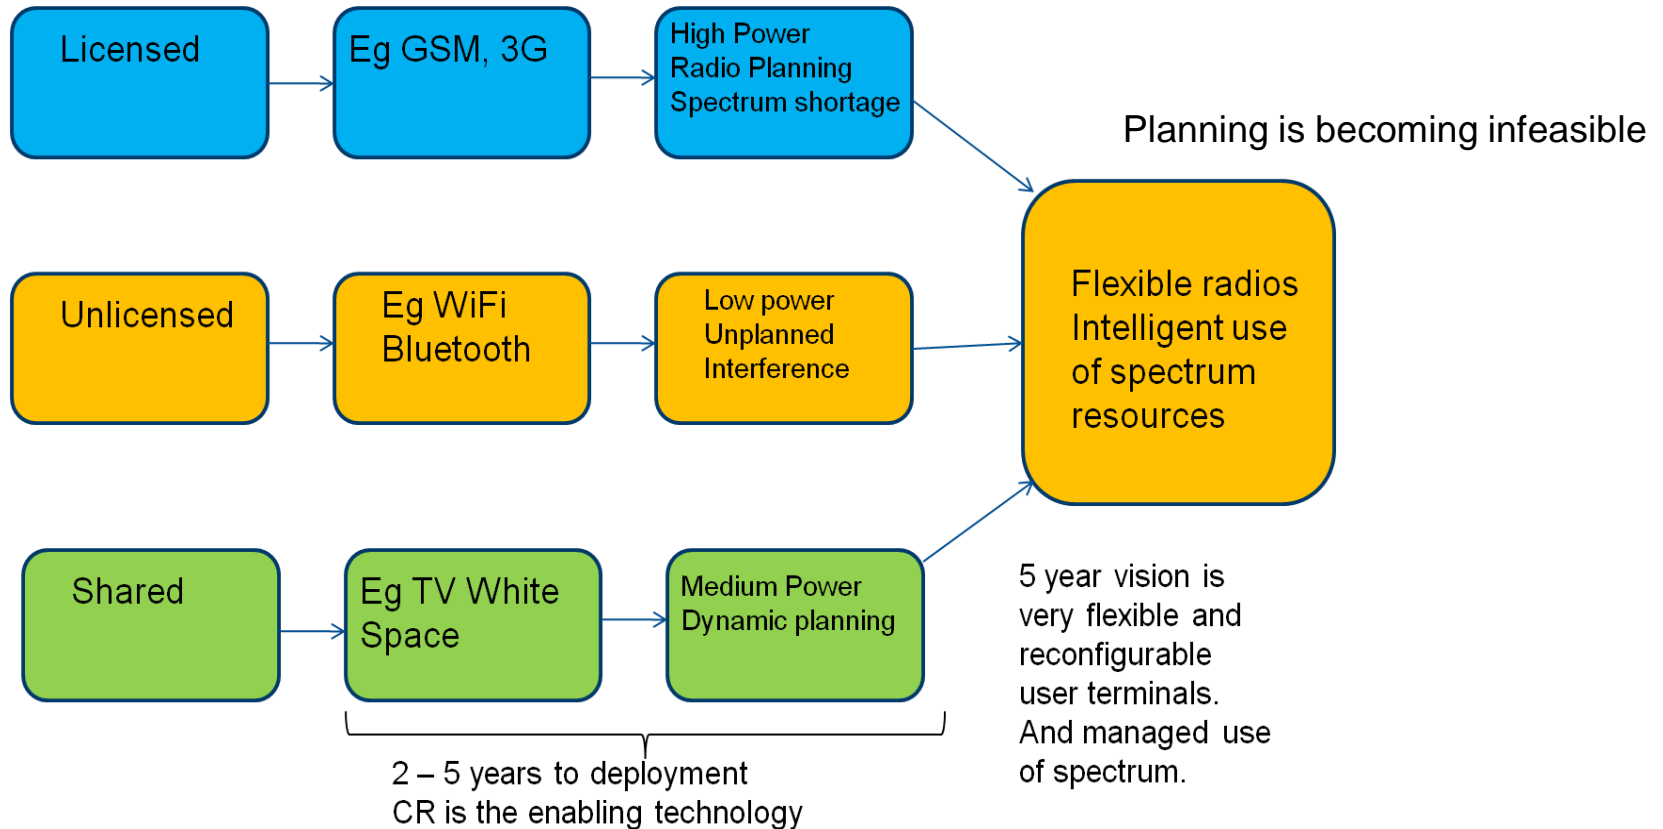 Licensed
Eg GSM, 3G
High Power
Radio Planning
Spectrum shortage
Planning is becoming infeasible
Unlicensed
Eg WiFi
Bluetooth
Low power
Unplanned
Interference
Flexible radios
Intelligent use
of spectrum
resources
Shared
Eg TV White
Space
Medium Power
Dynamic planning
5 year vision is
very flexible and
reconfigurable
user terminals.
And managed use
of spectrum.
2 – 5 years to deployment
CR is the enabling technology